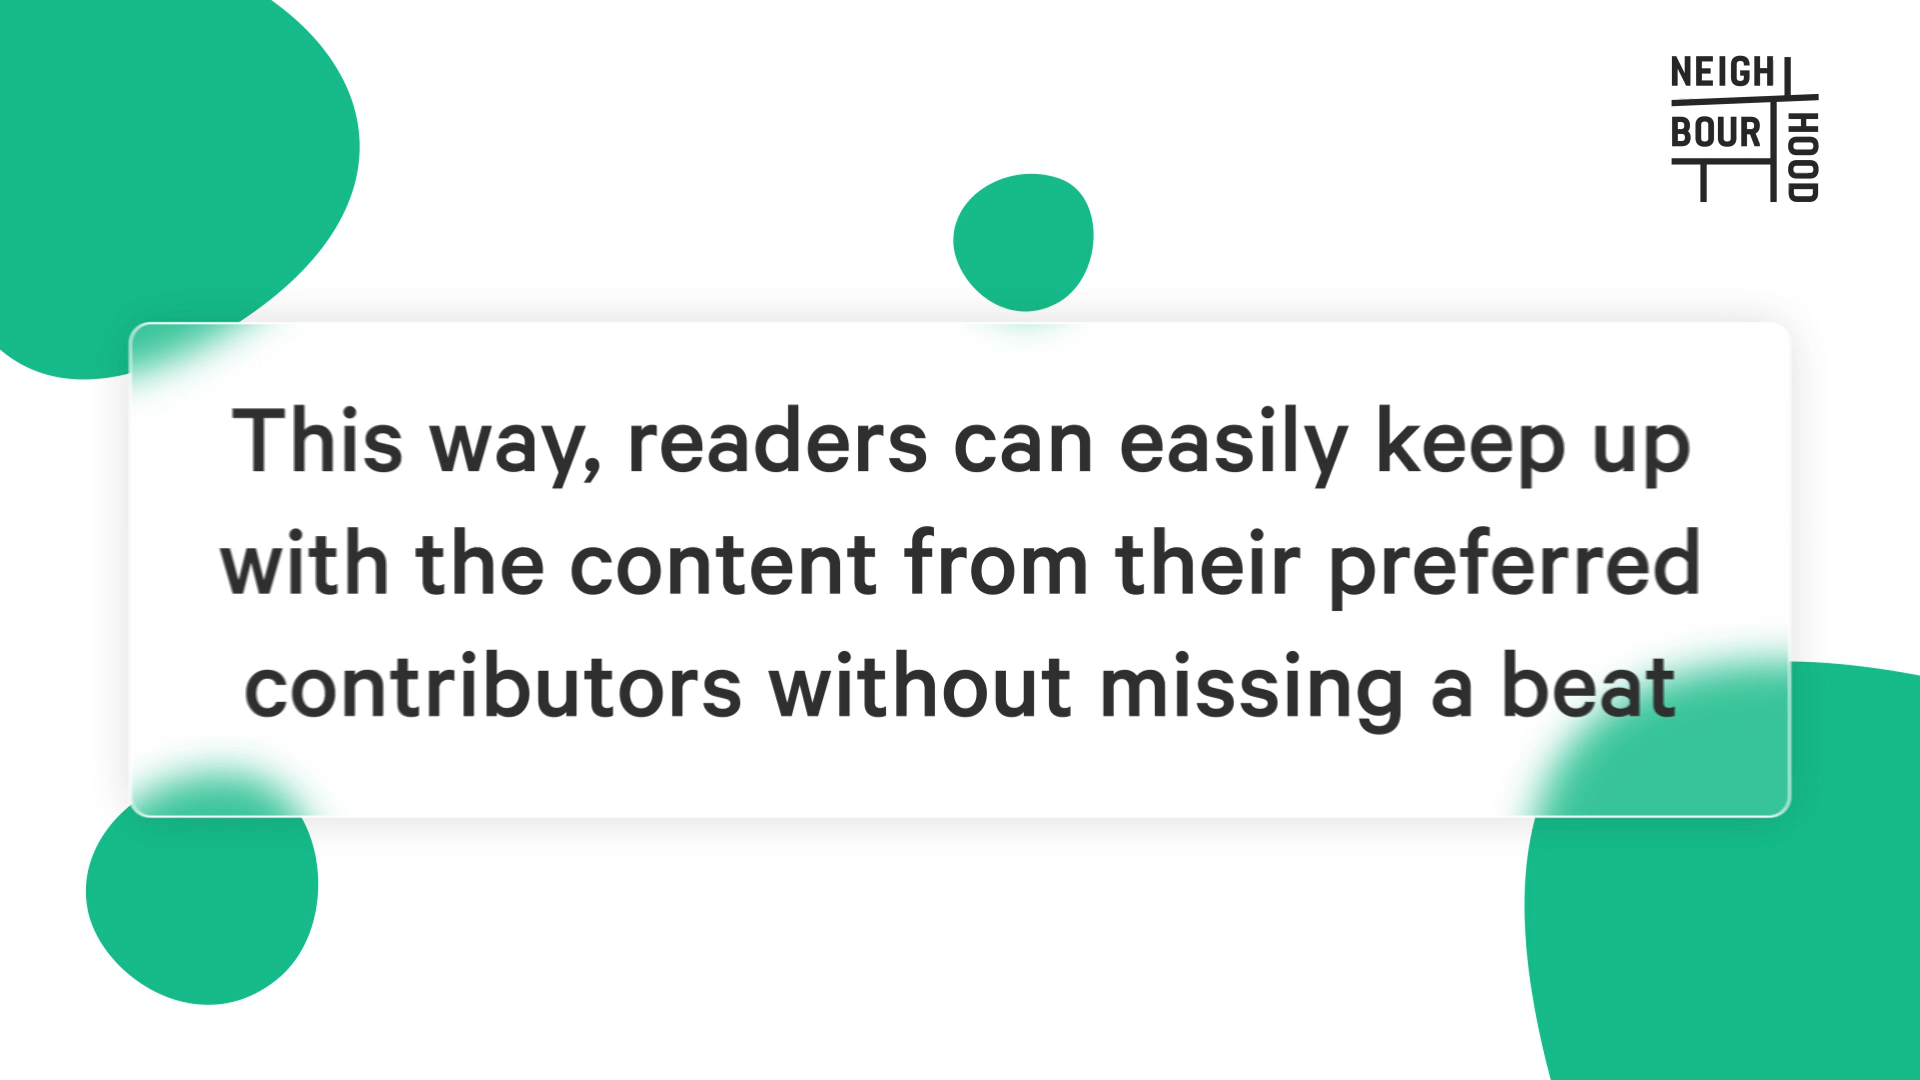 NEIGH
BOUR
HOOD
This way, readers can easily keep up
with the content from their preferred
contributors without missing a beat